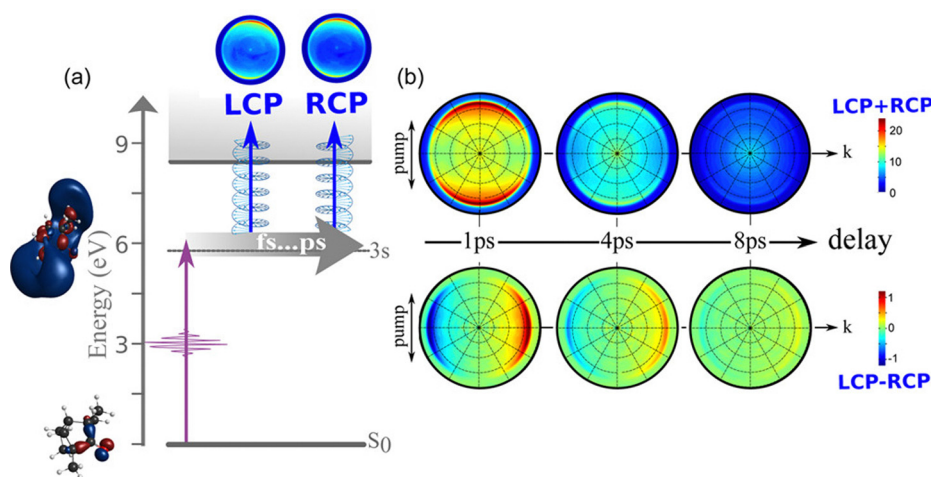 (a)
LCP RCP
9
6
3
Energy (eV)
fs...ps
3s
S0
(b)
LCP+RCP
pump
k
20
10
0
1ps 4ps 8ps delay
pump
k
1
0
-1
LCP-RCP